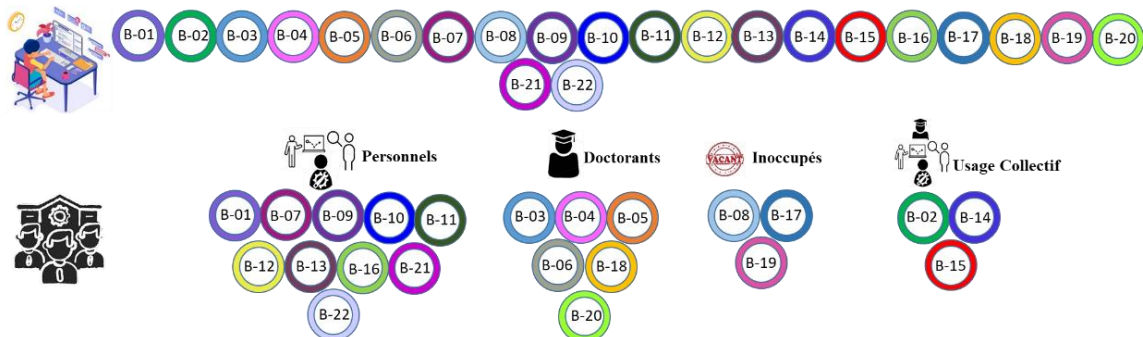 B-01 B-02 B-03 B-04 B-05 B-06 B-07 B-08 B-09 B-10 B-11 B-12 B-13 B-14 B-15 B-16 B-17 B-18 B-19 B-20
B-21 B-22
Personnels
B-01 B-07 B-09 B-10 B-11
B-12 B-13 B-16 B-21
B-22
Doctorants
B-03 B-04 B-05
B-06 B-18
B-20
VACANT Inoccupés
B-08 B-17
B-19
Usage Collectif
B-02 B-14
B-15